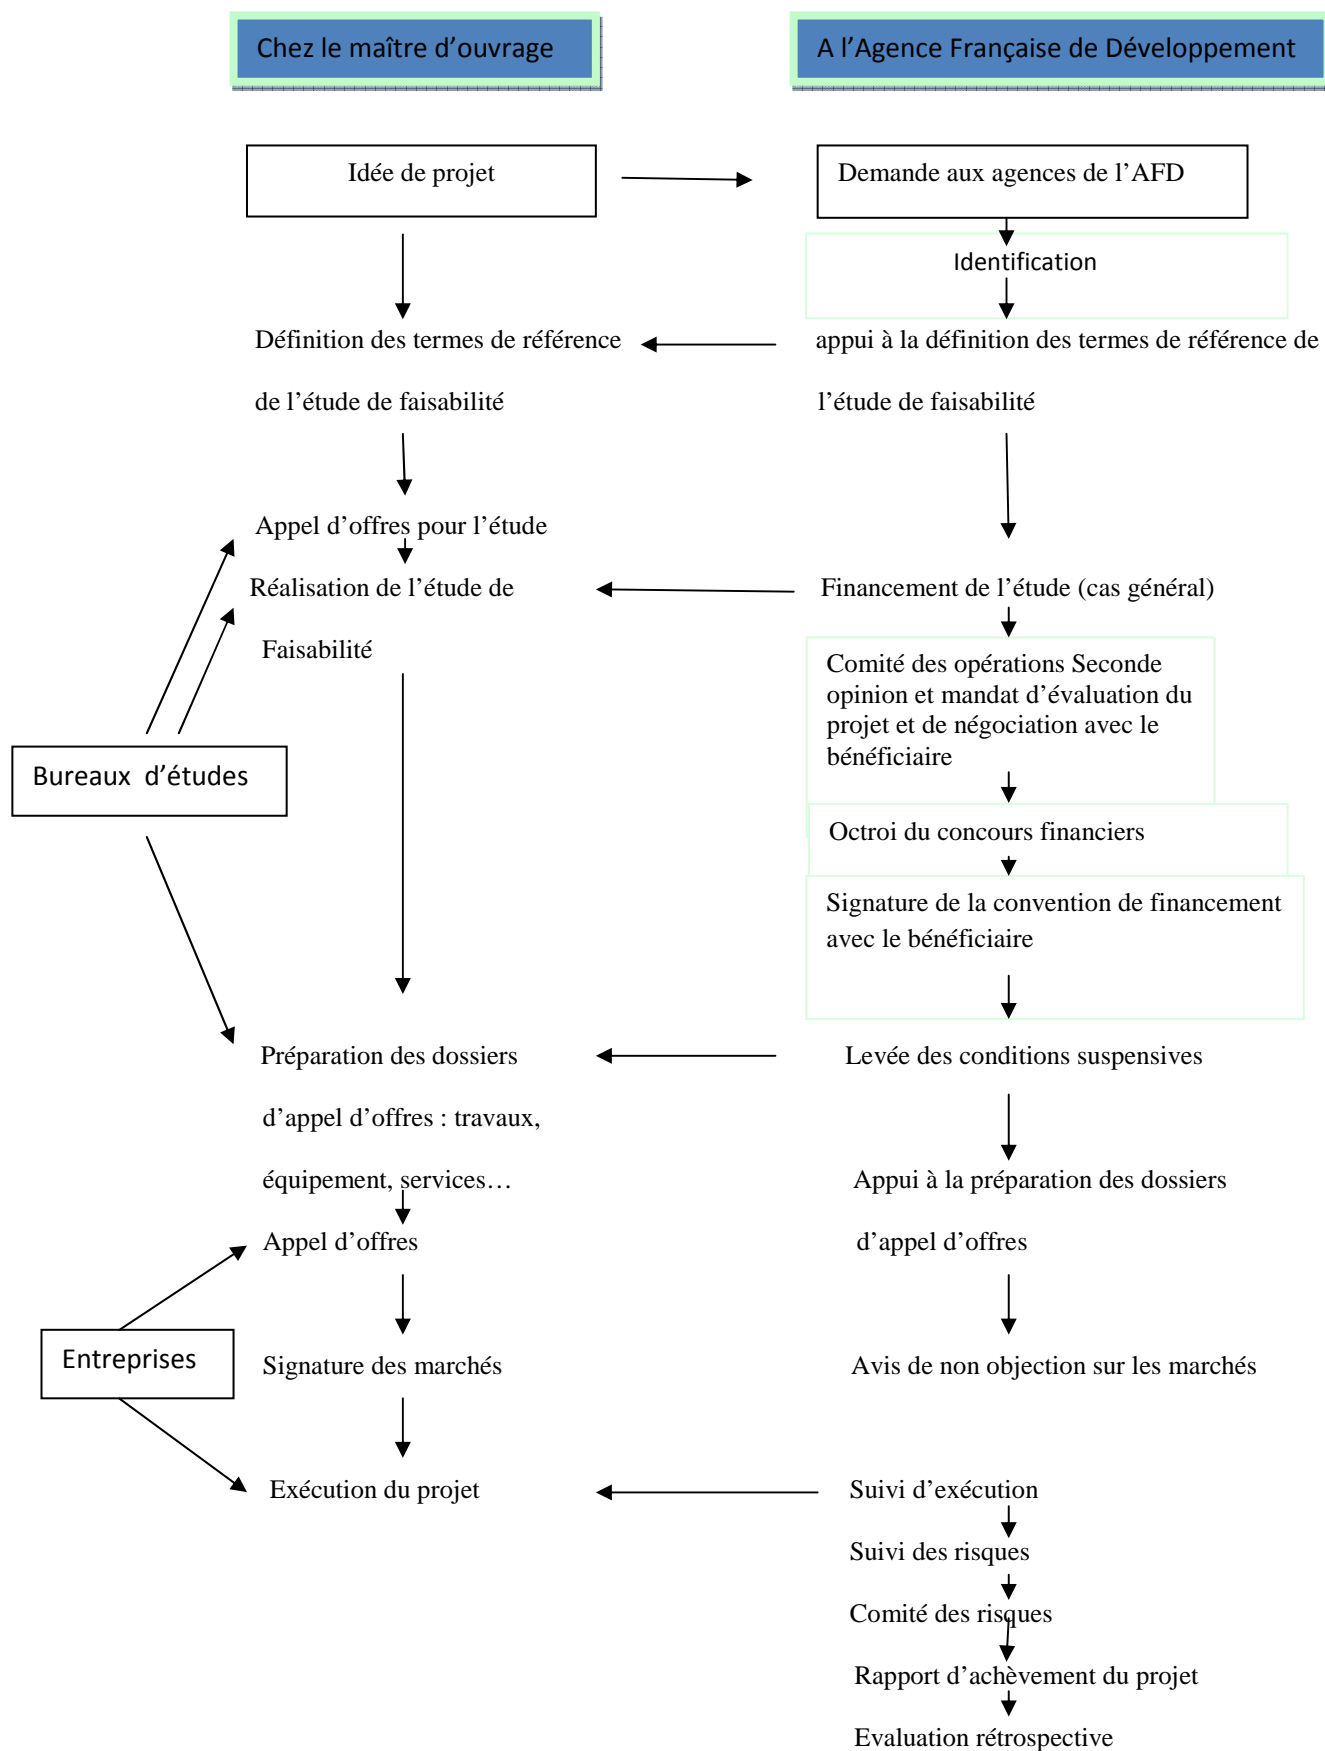 Chez le maître d’ouvrage
A l’Agence Française de Développement
Idée de projet
Demande aux agences de l’AFD
Identification
Définition des termes de référence
de l’étude de faisabilité
appui à la définition des termes de référence de
l’étude de faisabilité
Appel d’offres pour l’étude
Réalisation de l’étude de
Faisabilité
Financement de l’étude (cas général)
Comité des opérations Seconde
opinion et mandat d’évaluation du
projet et de négociation avec le
bénéficiaire
Bureaux d’études
Octroi du concours financiers
Signature de la convention de financement
avec le bénéficiaire
Préparation des dossiers
d’appel d’offres : travaux,
équipement, services…
Levée des conditions suspensives
Appui à la préparation des dossiers
d’appel d’offres
Appel d’offres
Entreprises
Signature des marchés
Avis de non objection sur les marchés
Exécution du projet
Suivi d’exécution
Suivi des risques
Comité des risques
Rapport d’achèvement du projet
Evaluation rétrospective